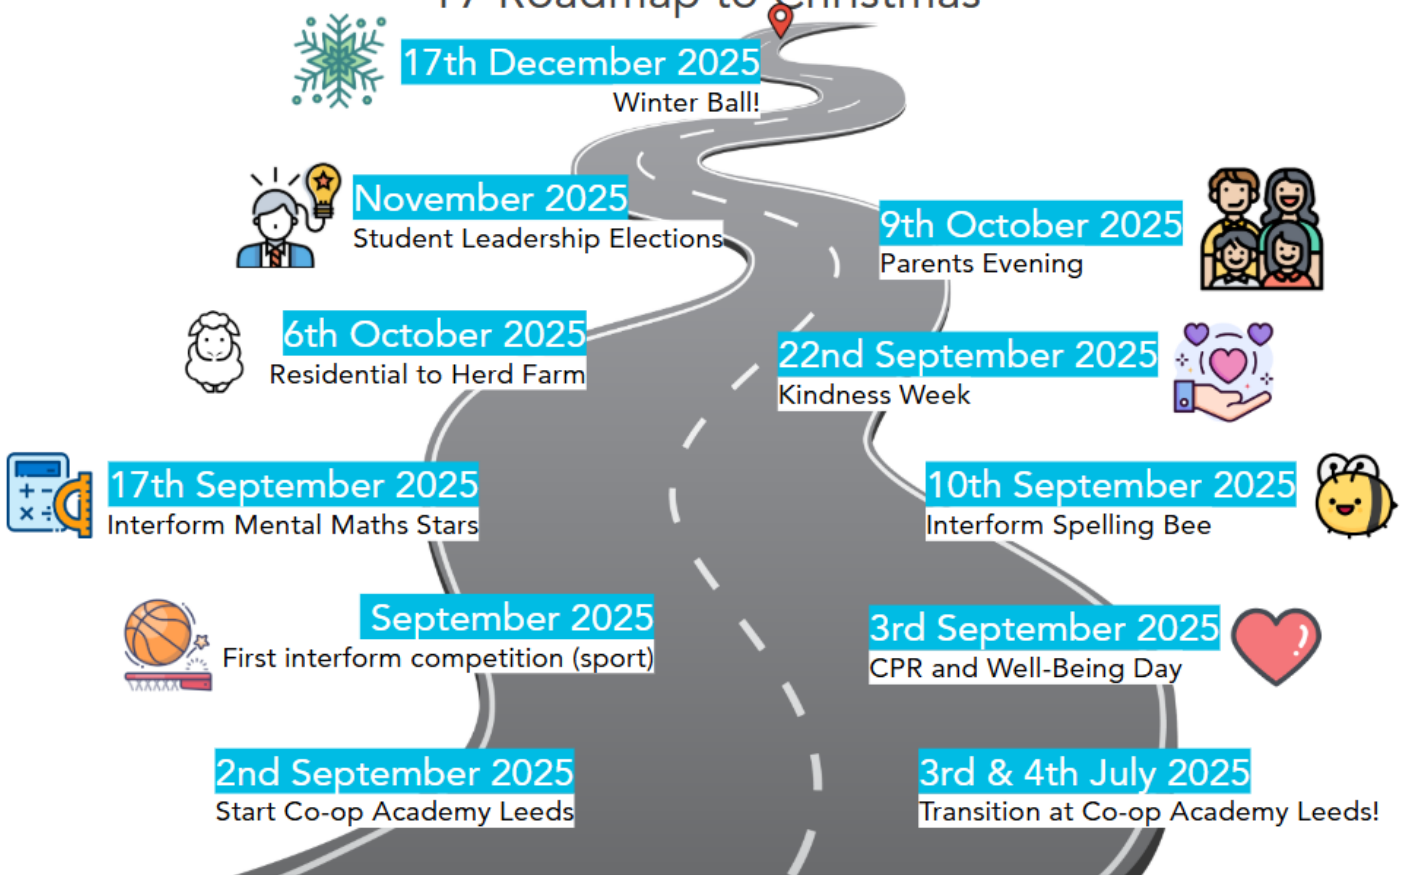 Roadmap to Christmas
17th December 2025
Winter Ball!
November 2025
Student Leadership Elections
9th October 2025
Parents Evening
6th October 2025
Residential to Herd Farm
22nd September 2025
Kindness Week
17th September 2025
Interform Mental Maths Stars
10th September 2025
Interform Spelling Bee
September 2025
First interform competition (sport)
3rd September 2025
CPR and Well-Being Day
2nd September 2025
Start Co-op Academy Leeds
3rd & 4th July 2025
Transition at Co-op Academy Leeds!